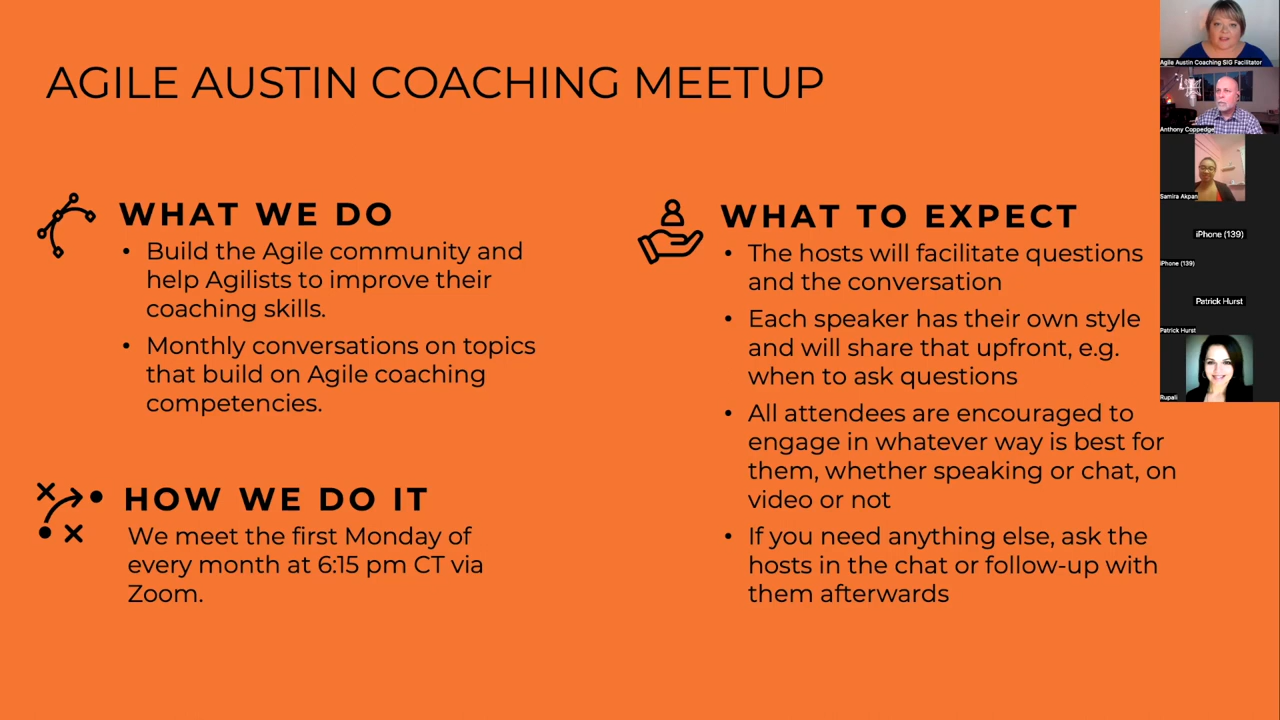 AGILE AUSTIN COACHING MEETUP
WHAT WE DO
• Build the Agile community and
help Agilists to improve their
coaching skills.
• Monthly conversations on topics
that build on Agile coaching
competencies.
HOW WE DO IT
We meet the first Monday of
every month at 6:15 pm CT via
Zoom.
WHAT TO EXPECT
• The hosts will facilitate questions
and the conversation
• Each speaker has their own style
and will share that upfront, e.g.
when to ask questions
• All attendees are encouraged to
engage in whatever way is best for
them, whether speaking or chat, on
video or not
• If you need anything else, ask the
hosts in the chat or follow-up with
them afterwards
Agile Austin Coaching SIG Facilitator
Anthony Coppedge
Samira Akpan
iPhone (139)
iPhone (139)
Patrick Hurst
Patrick Hurst
Rupali